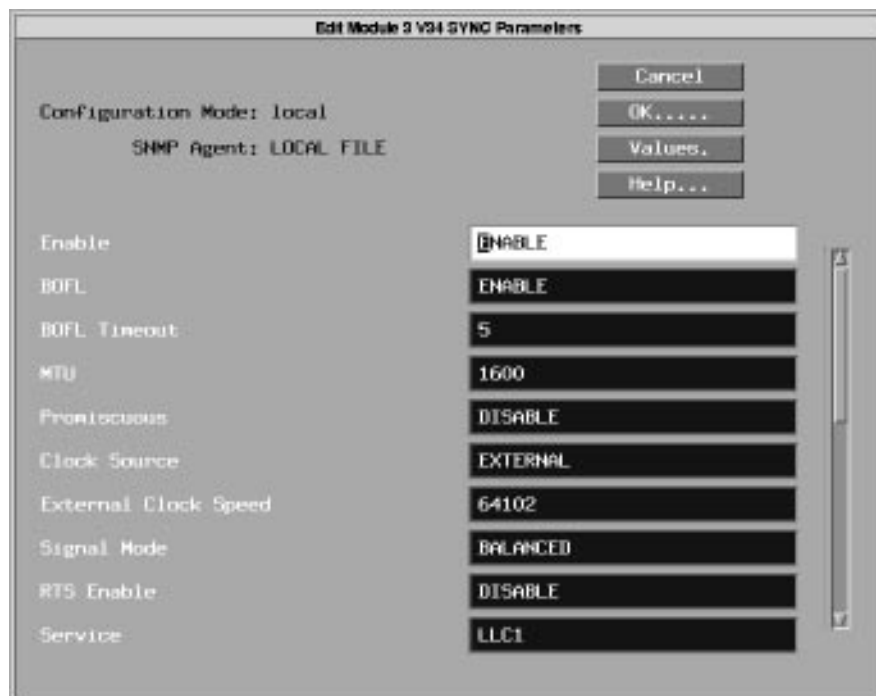 Edit Module 3 V34 SYNC Parameters
Cancel
Configuration Mode: local
OK.....
SNMP Agent: LOCAL FILE
Values.
Help...
Enable ENABLE
BOFL ENABLE
BOFL Timeout 5
MTU 1600
Promiscuous DISABLE
Clock Source EXTERNAL
External Clock Speed 64102
Signal Mode BALANCED
RTS Enable DISABLE
Service LLC1